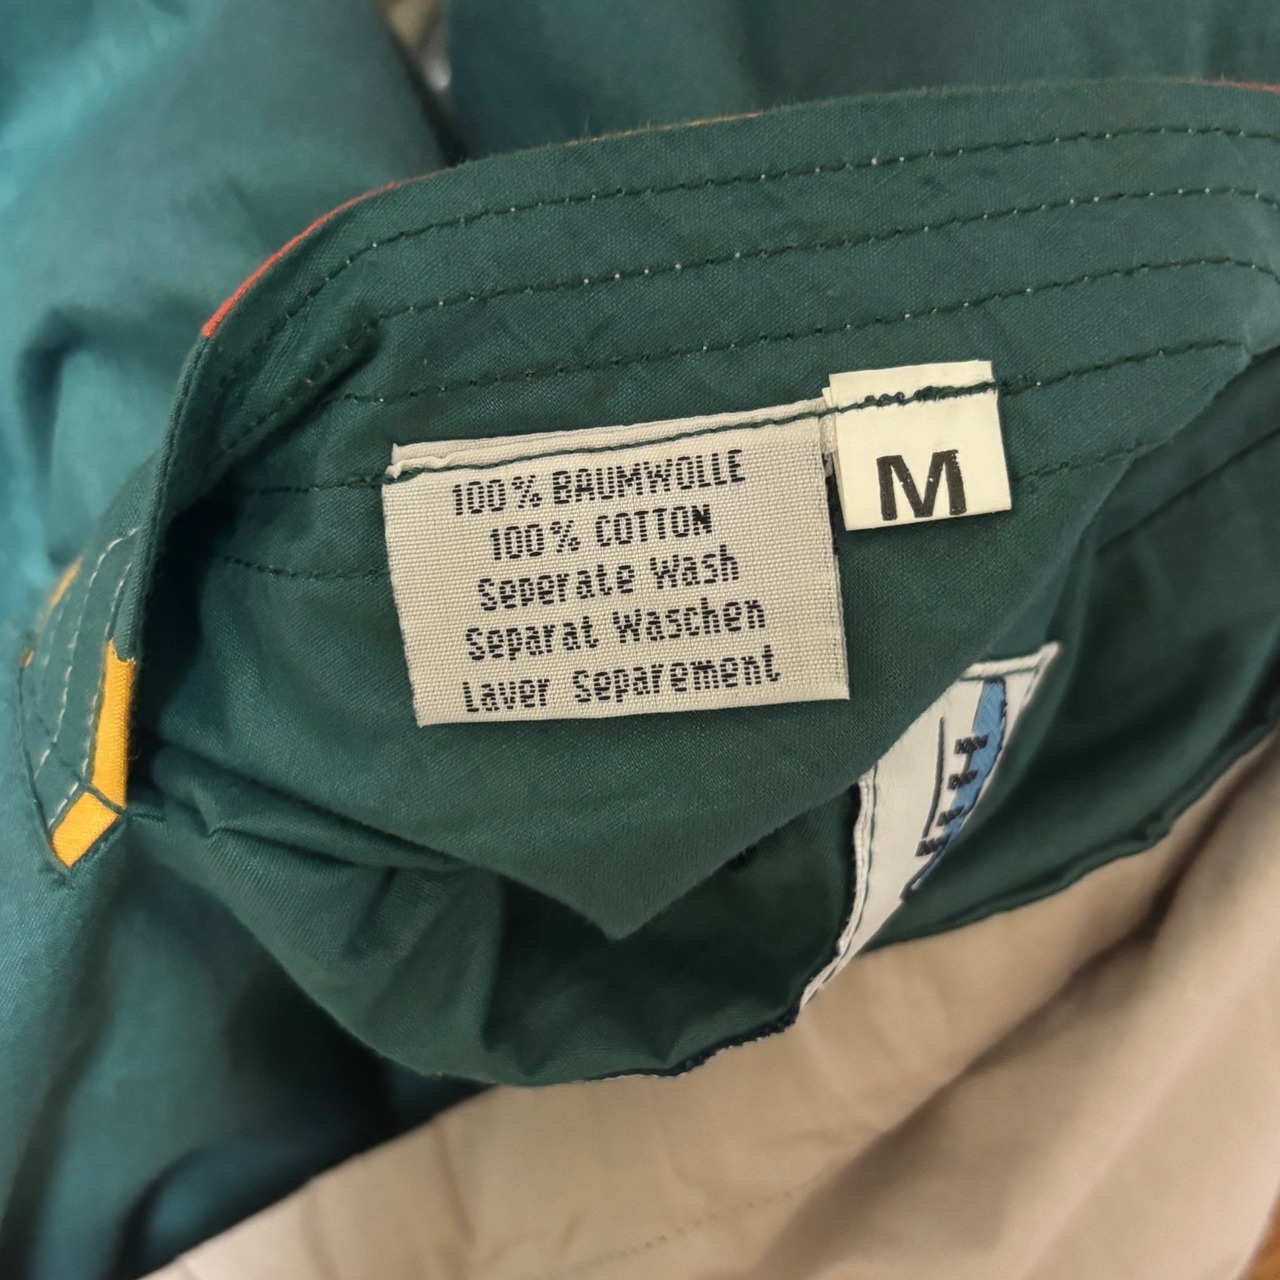 100% BAUMWOLLE
100% COTTON
Seperate Wash
Separat Waschen
Laver Separement
M